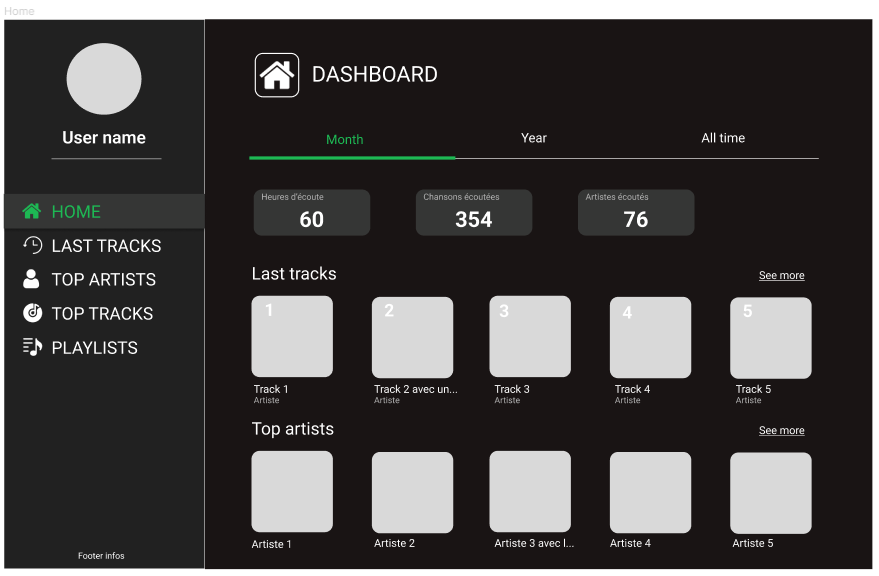 Home
User name
HOME
LAST TRACKS
TOP ARTISTS
TOP TRACKS
PLAYLISTS
Footer infos
DASHBOARD
Month Year All time
Heures d'écoute Chansons écoutées Artistes écoutés
60 354 76
Last tracks See more
1 2 3 4 5
Track 1 Track 2 avec un... Track 3 Track 4 Track 5
Artiste Artiste Artiste Artiste Artiste
Top artists See more
Artiste 1 Artiste 2 Artiste 3 avec l... Artiste 4 Artiste 5